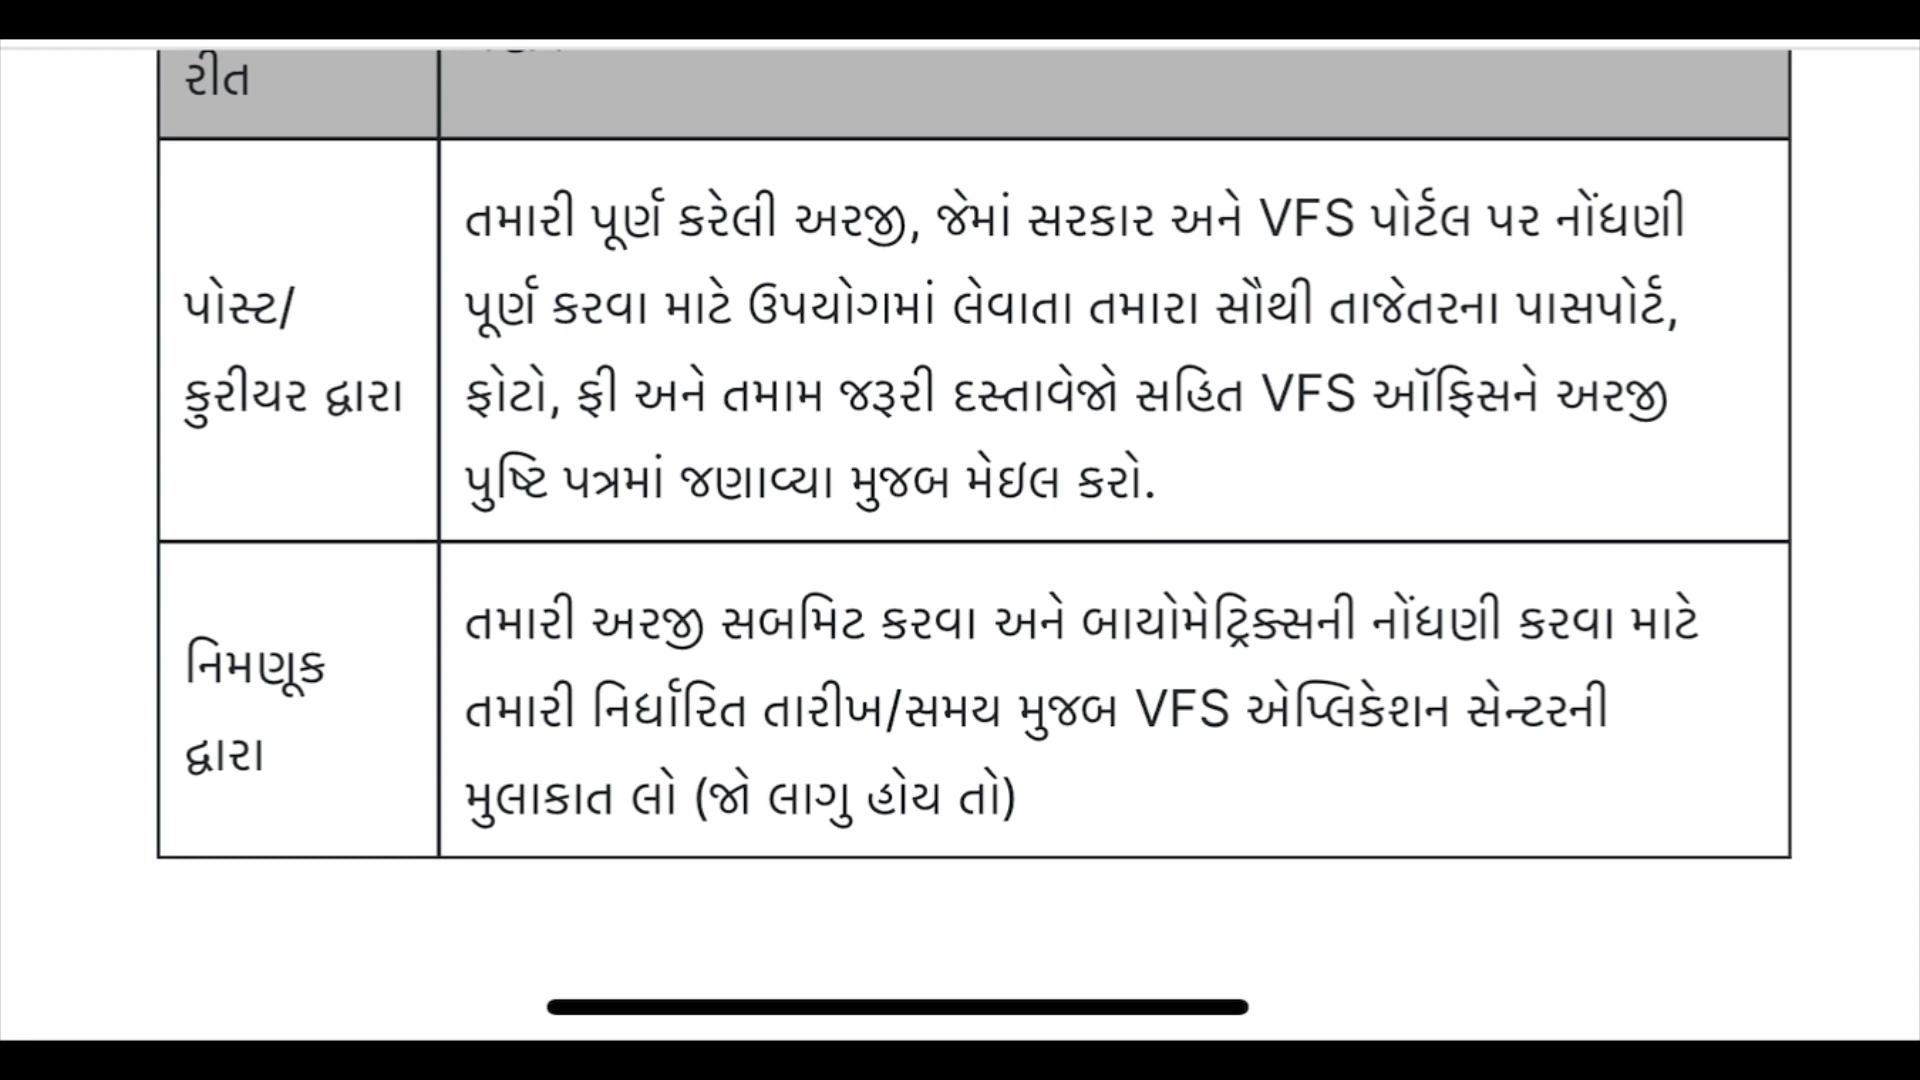 રીત
તમારી પૂર્ણ કરેલી અરજી, જેમાં સરકાર અને VFS પોર્ટલ પર નોંધણી
પૂર્ણ કરવા માટે ઉપયોગમાં લેવાતા તમારા સૌથી તાજેતરના પાસપોર્ટ,
પોસ્ટ/
કુરીયર દ્વારા
ફોટો, ફી અને તમામ જરૂરી દસ્તાવેજો સહિત VFS ઑફિસને અરજી
પુષ્ટિ પત્રમાં જણાવ્યા મુજબ મેઇલ કરો.
નિમણૂક
દ્વારા
તમારી અરજી સબમિટ કરવા અને બાયોમેટ્રિક્સની નોંધણી કરવા માટે
તમારી નિર્ધારિત તારીખ/સમય મુજબ VFS એપ્લિકેશન સેન્ટરની
મુલાકાત લો (જો લાગુ હોય તો)